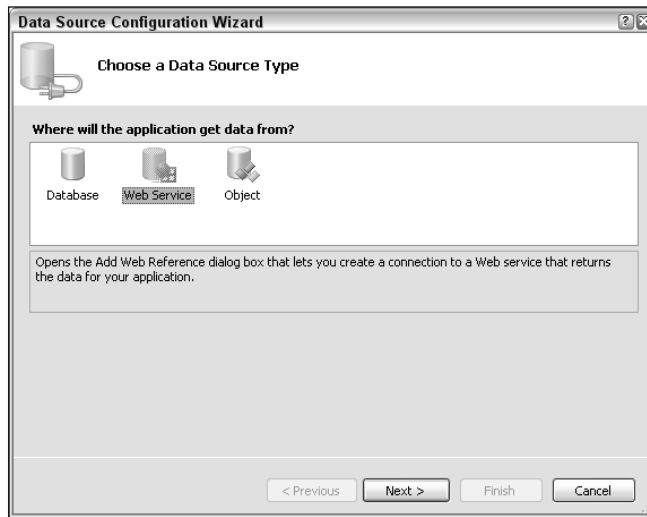 Data Source Configuration Wizard
Choose a Data Source Type
Where will the application get data from?
Database
Web Service
Object
Opens the Add Web Reference dialog box that lets you create a connection to a Web service that returns
the data for your application.
< Previous
Next >
Finish
Cancel